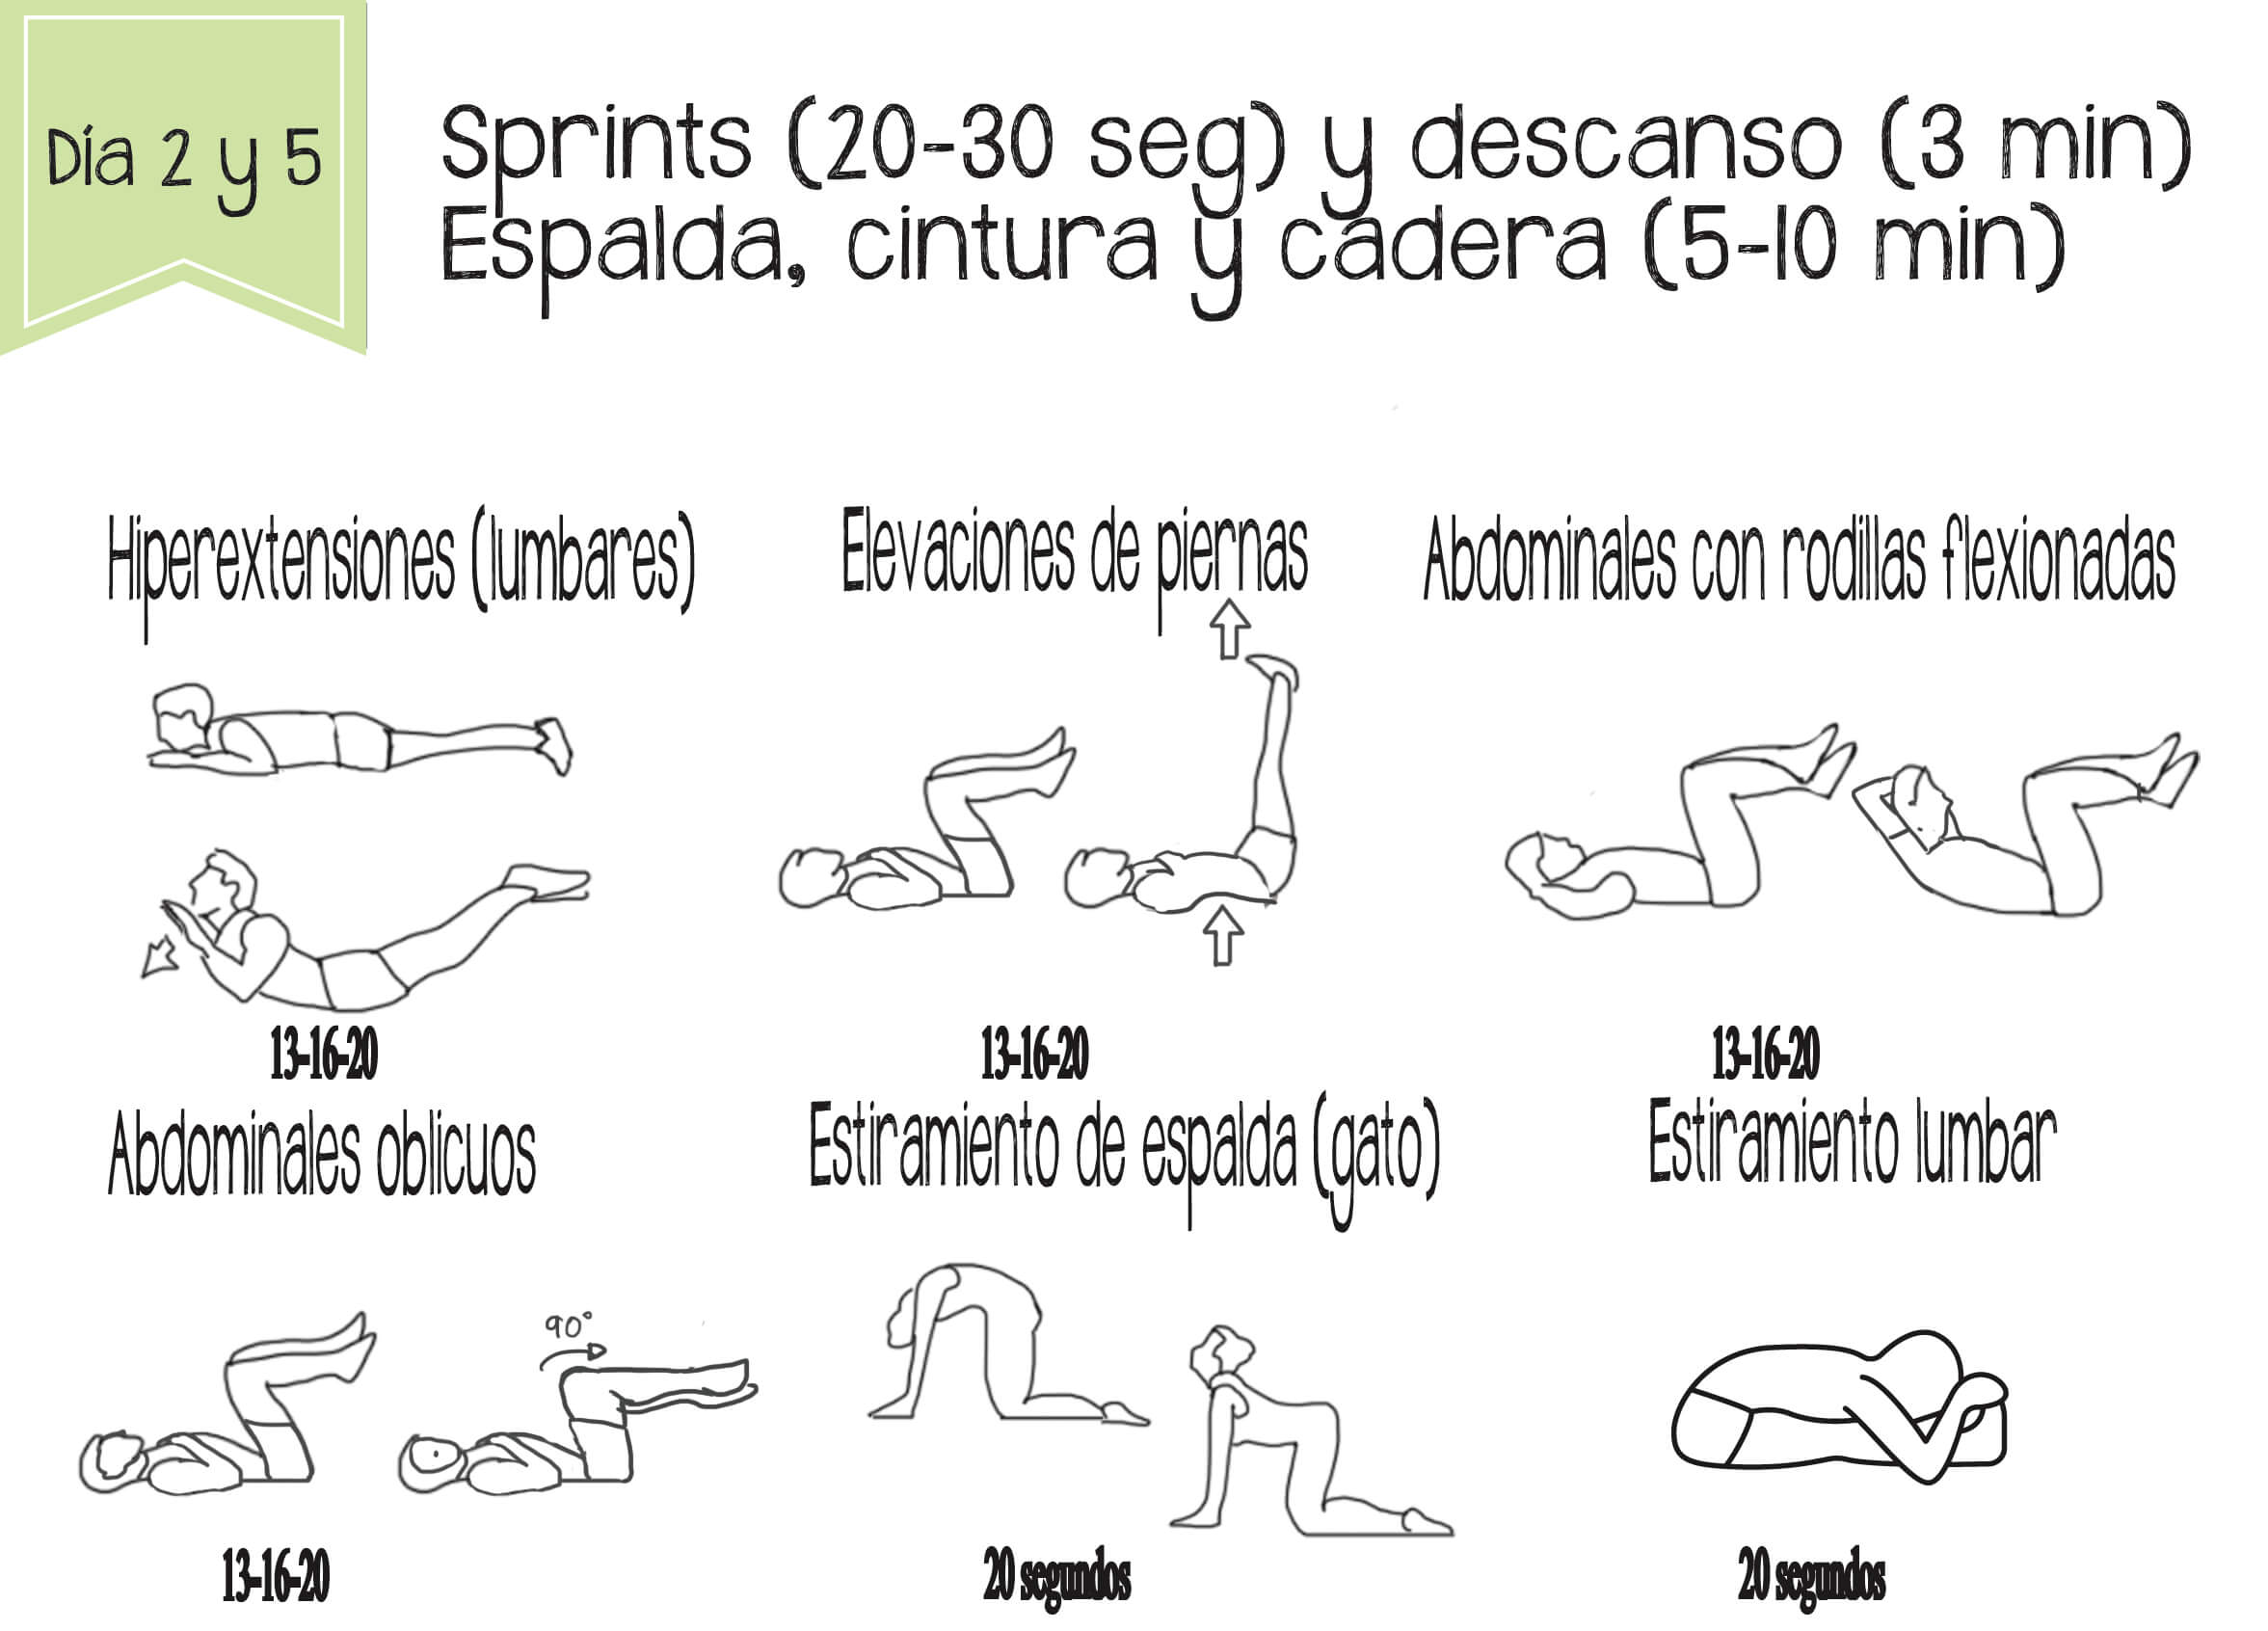 Día 2 y 5
Sprints (20-30 seg) y descanso (3 min)
Espalda, cintura y cadera (5-10 min)
Hiperextensiones (lumbares)
Elevaciones de piernas
Abdominales con rodillas flexionadas
13-16-20
13-16-20
13-16-20
Abdominales oblicuos
Estiramiento de espalda (gato)
Estiramiento lumbar
90°
13-16-20
20 segundos
20 segundos